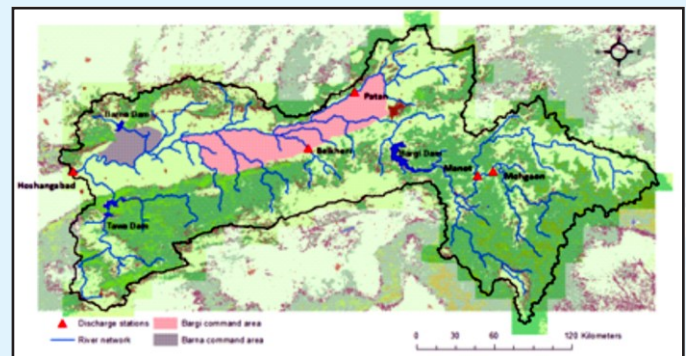 Patan
Barna Dam
Belkheri
Bargi Dam
Manot
Mohgaon
Hoshangabad
Tawa Dam
Discharge stations
Bargi command area
River network
Barna command area
0 30 60 120 Kilometers